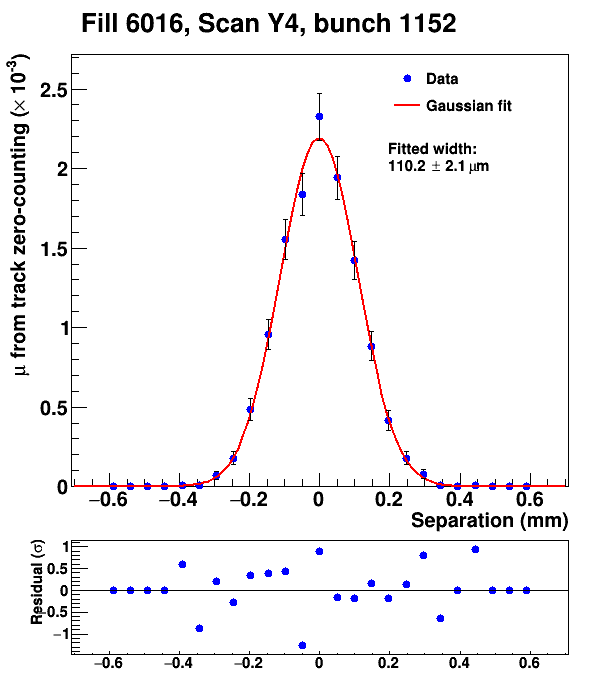 Fill 6016, Scan Y4, bunch 1152
μ from track zero-counting (× 10⁻³)
2.5
2
1.5
1
0.5
0
Data
Gaussian fit
Fitted width:
110.2 ± 2.1 μm
−0.6 −0.4 −0.2 0 0.2 0.4 0.6
Separation (mm)
Residual (σ)
1
0.5
0
−0.5
−1
−0.6 −0.4 −0.2 0 0.2 0.4 0.6